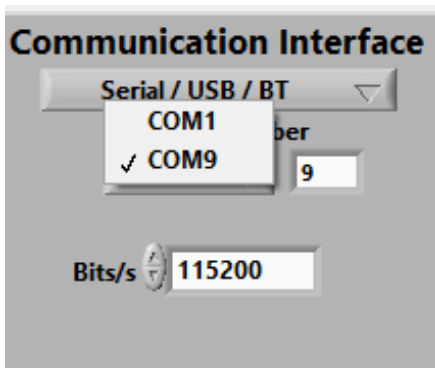 Communication Interface
Serial / USB / BT
COM1
ber
COM9
9
Bits/s 115200